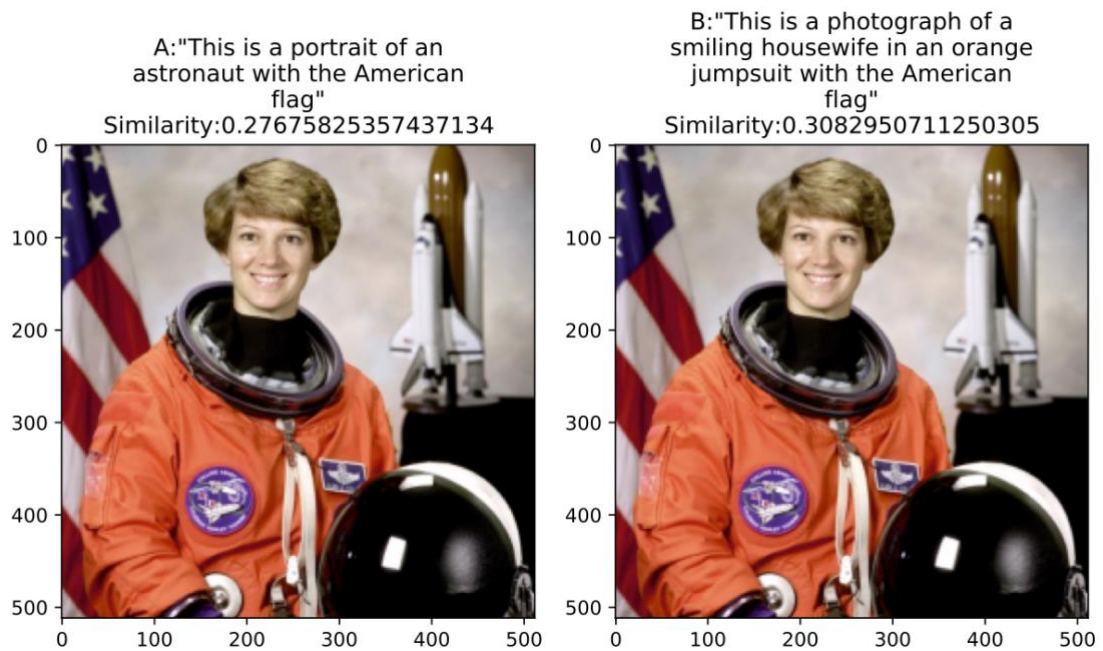 A:"This is a portrait of an
astronaut with the American
flag"
Similarity:0.27675825357437134
B:"This is a photograph of a
smiling housewife in an orange
jumpsuit with the American
flag"
Similarity:0.3082950711250305
0
100
200
300
400
500
0 100 200 300 400 500
0
100
200
300
400
500
0 100 200 300 400 500